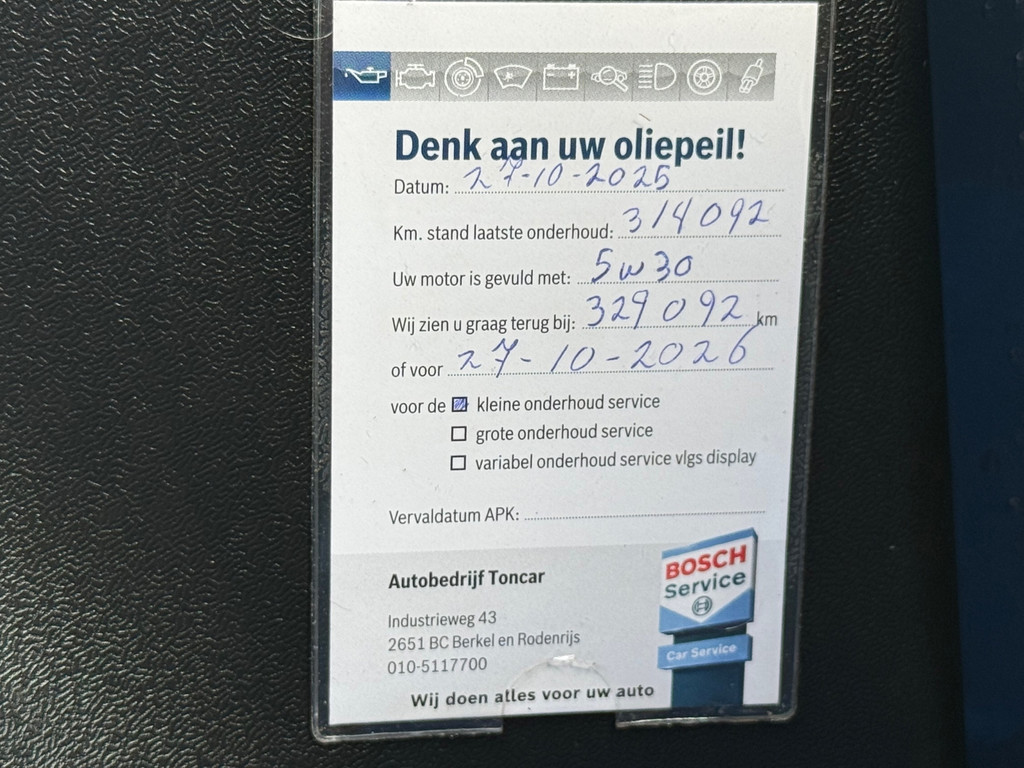 Denk aan uw oliepeil!
Datum: 27-10-2025
Km. stand laatste onderhoud: 314092
Uw motor is gevuld met: 5w30
Wij zien u graag terug bij: 329092 km
of voor 27-10-2026
voor de kleine onderhoud service
grote onderhoud service
variabel onderhoud service vlgs display
Vervaldatum APK:
BOSCH
Service
Car Service
Autobedrijf Toncar
Industrieweg 43
2651 BC Berkel en Rodenrijs
010-5117700
Wij doen alles voor uw auto